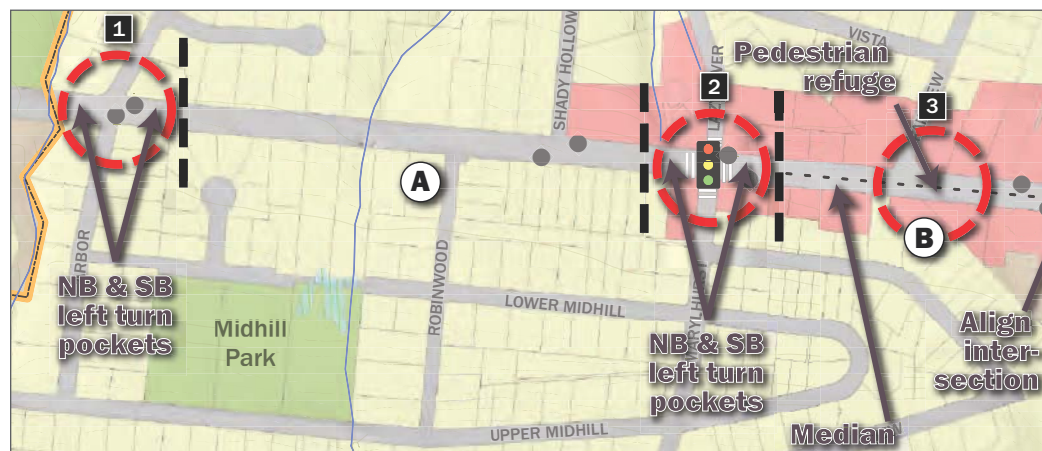 1
SHADY HOLLOW
VISTA
Pedestrian
refuge
2
3
A
B
NB & SB
left turn
pockets
Midhill
Park
ROBINWOOD
LOWER MIDHILL
UPPER MIDHILL
NB & SB
left turn
pockets
Median
Align
inter-
section